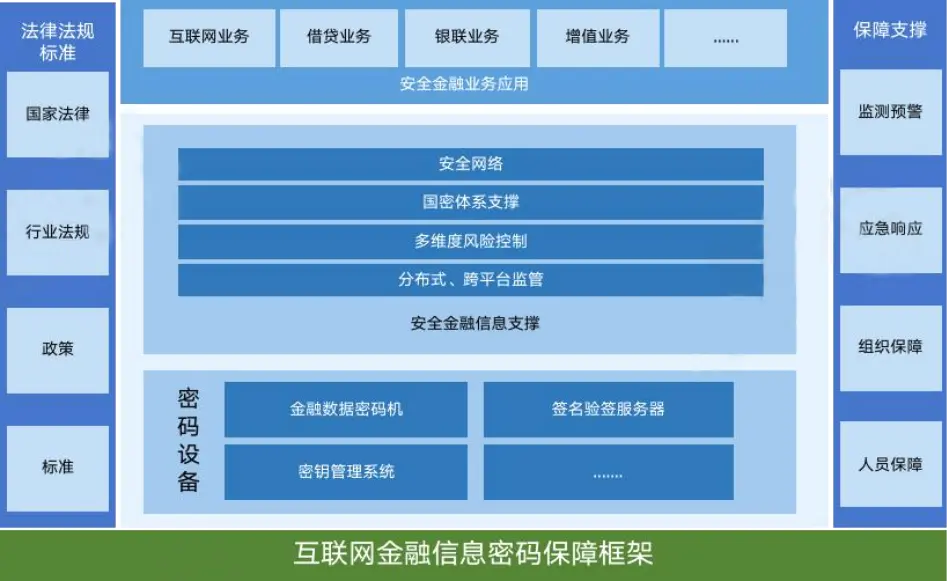 法律法规
标准
国家法律
行业法规
政策
标准
互联网业务
借贷业务
银联业务
增值业务
......
安全金融业务应用
安全网络
国密体系支撑
多维度风险控制
分布式、跨平台监管
安全金融信息支撑
密码设备
金融数据密码机
签名验签服务器
密钥管理系统
.......
保障支撑
监测预警
应急响应
组织保障
人员保障
互联网金融信息密码保障框架